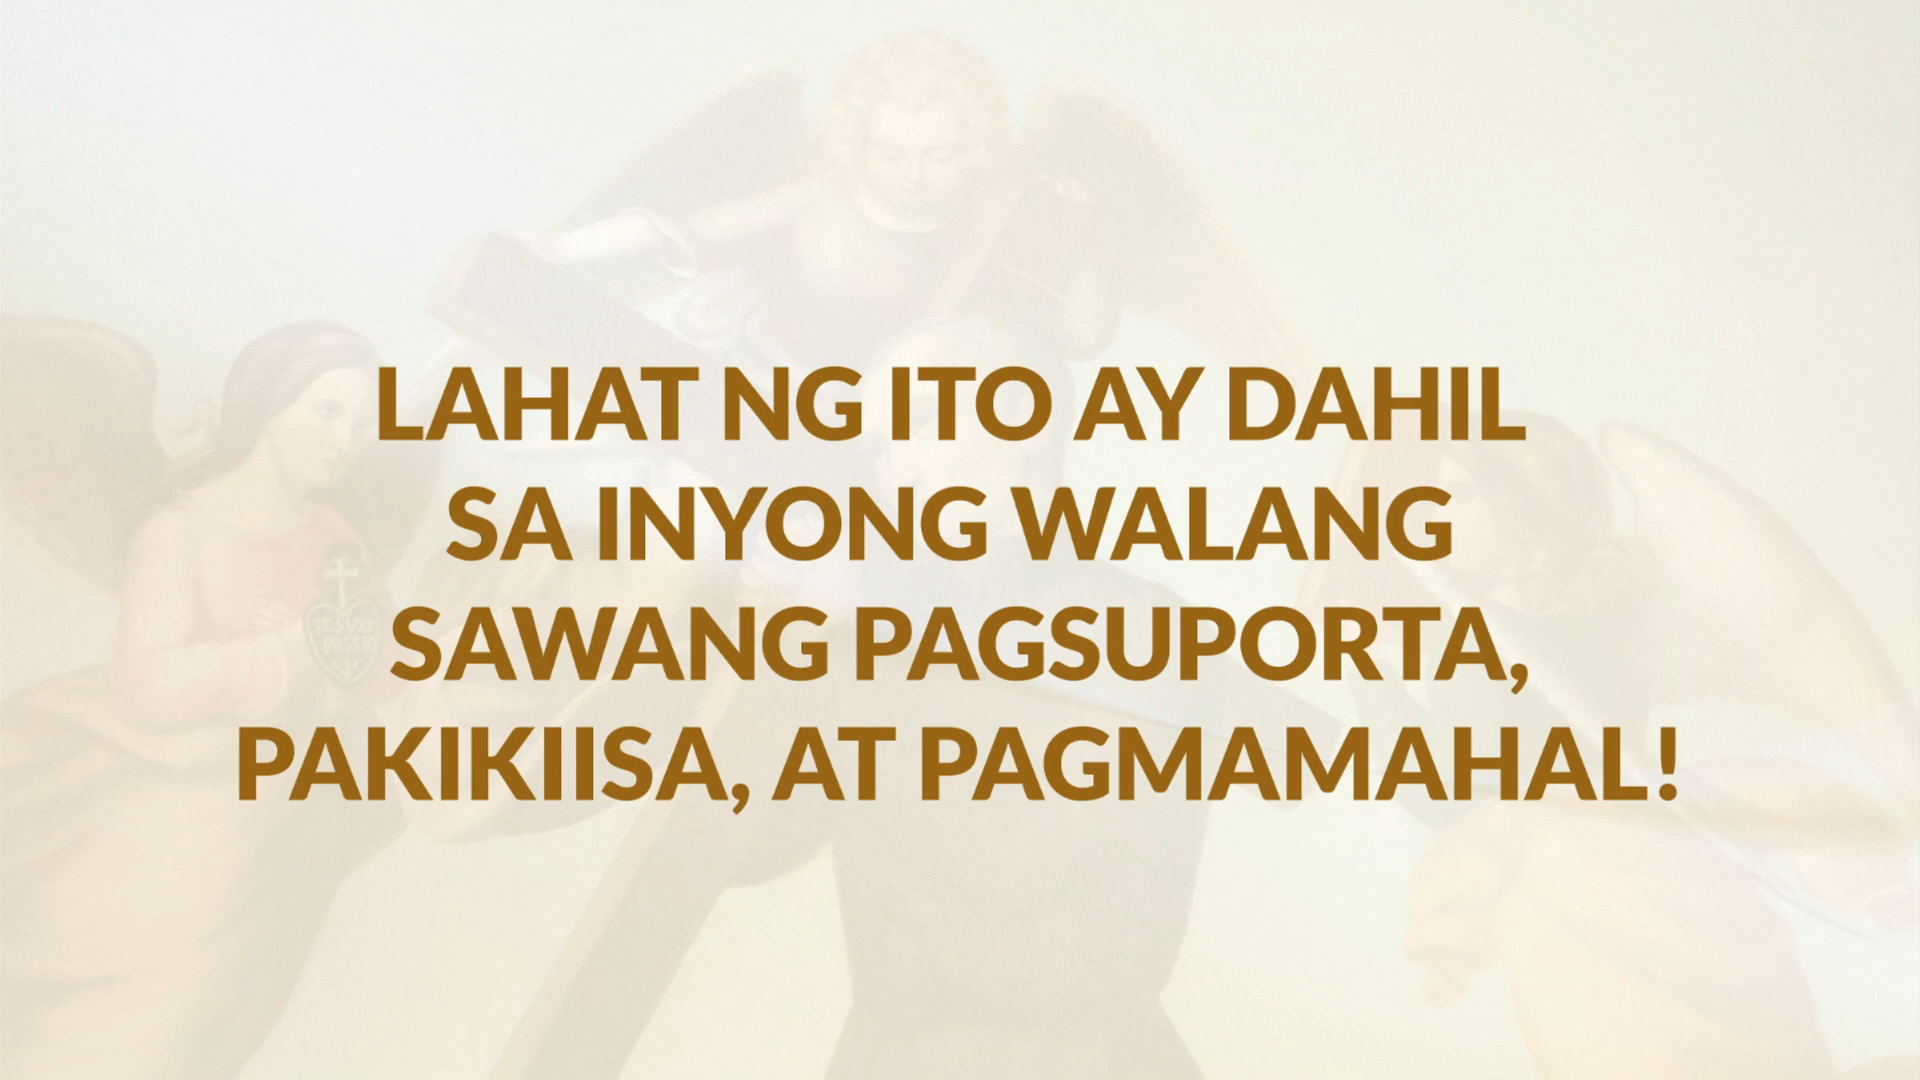 LAHAT NG ITO AY DAHIL
SA INYONG WALANG
SAWANG PAGSUPORTA,
PAKIKIISA, AT PAGMAMAHAL!